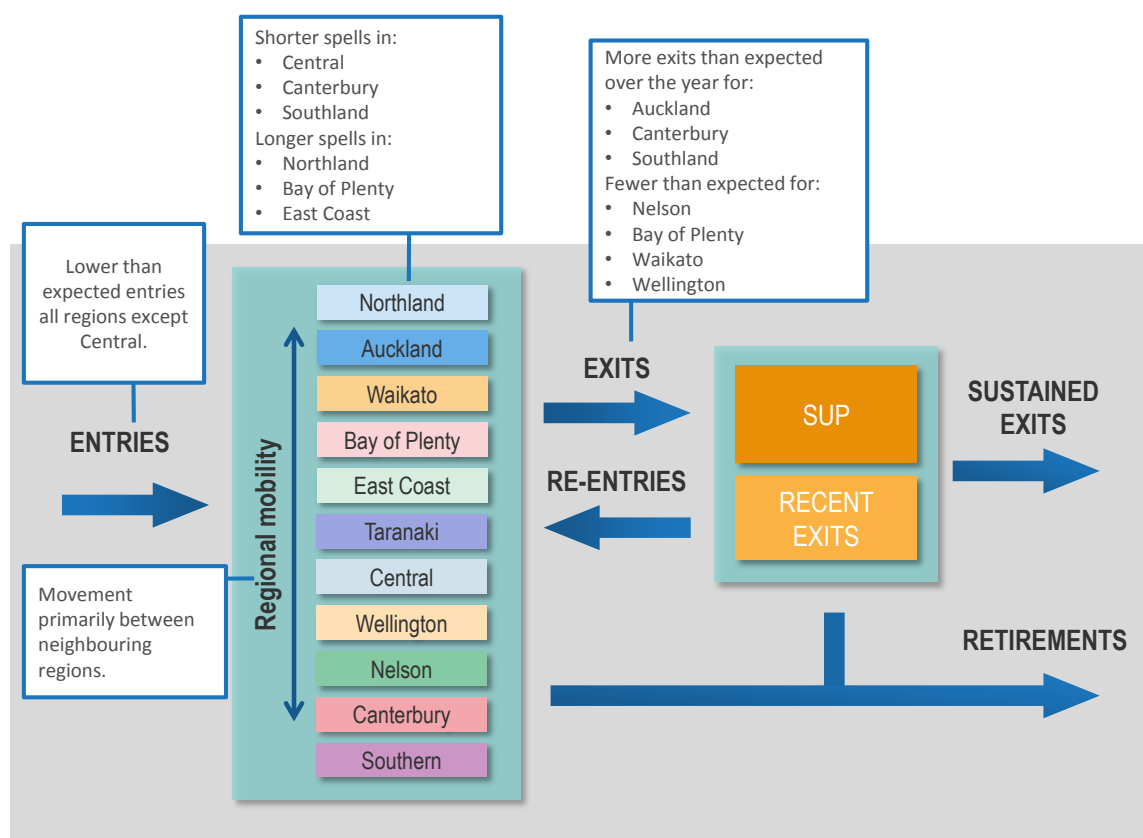 Shorter spells in:
• Central
• Canterbury
• Southland
Longer spells in:
• Northland
• Bay of Plenty
• East Coast
More exits than expected
over the year for:
• Auckland
• Canterbury
• Southland
Fewer than expected for:
• Nelson
• Bay of Plenty
• Waikato
• Wellington
Lower than
expected entries
all regions except
Central.
ENTRIES
Movement
primarily between
neighbouring
regions.
Regional mobility
Northland
Auckland
Waikato
Bay of Plenty
East Coast
Taranaki
Central
Wellington
Nelson
Canterbury
Southern
EXITS
RE-ENTRIES
SUP
RECENT
EXITS
SUSTAINED
EXITS
RETIREMENTS